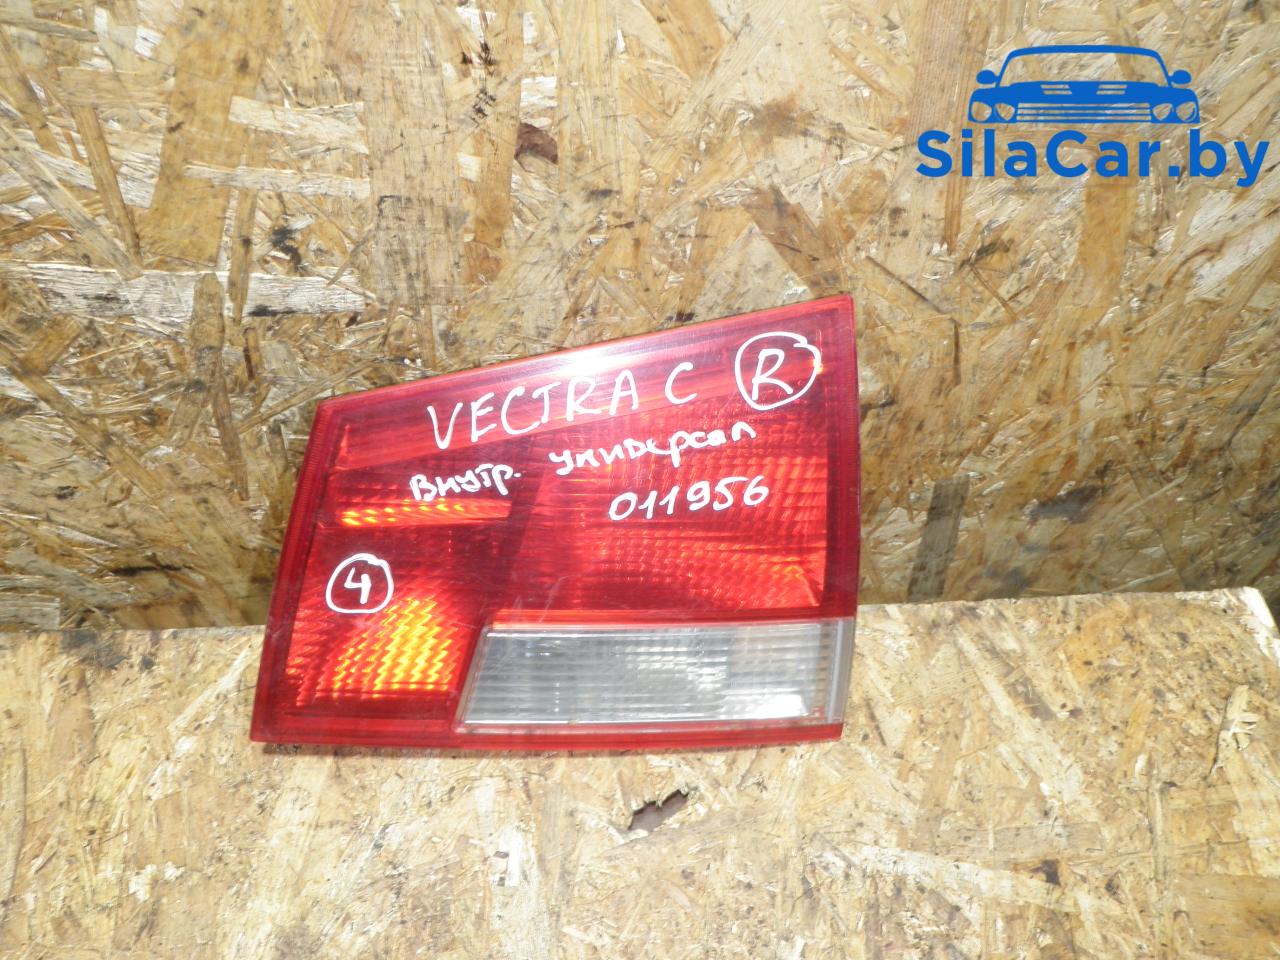 SilaCar.by
VECTRA C R
Внутр. универсал
011956
4